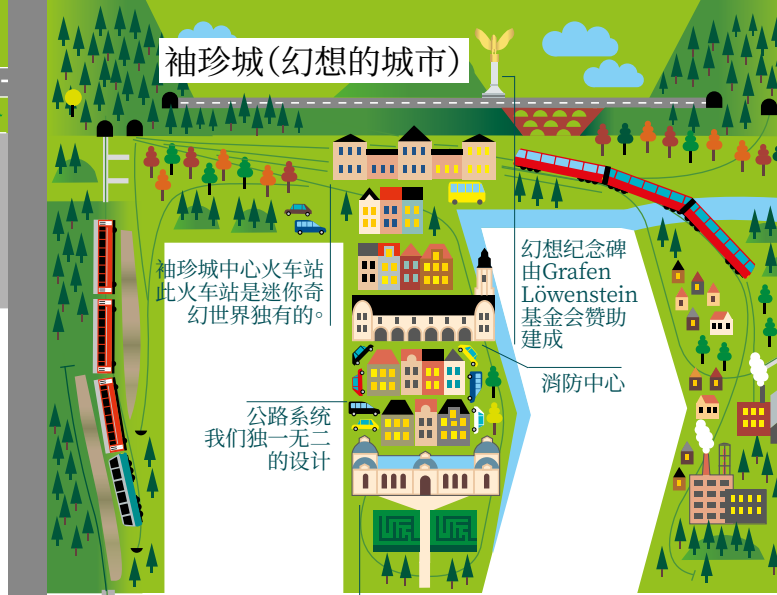 袖珍城(幻想的城市)
袖珍城中心火车站
此火车站是迷你奇
幻世界独有的。
幻想纪念碑
由Grafen
Löwenstein
基金会赞助
建成
消防中心
公路系统
我们独一无二
的设计